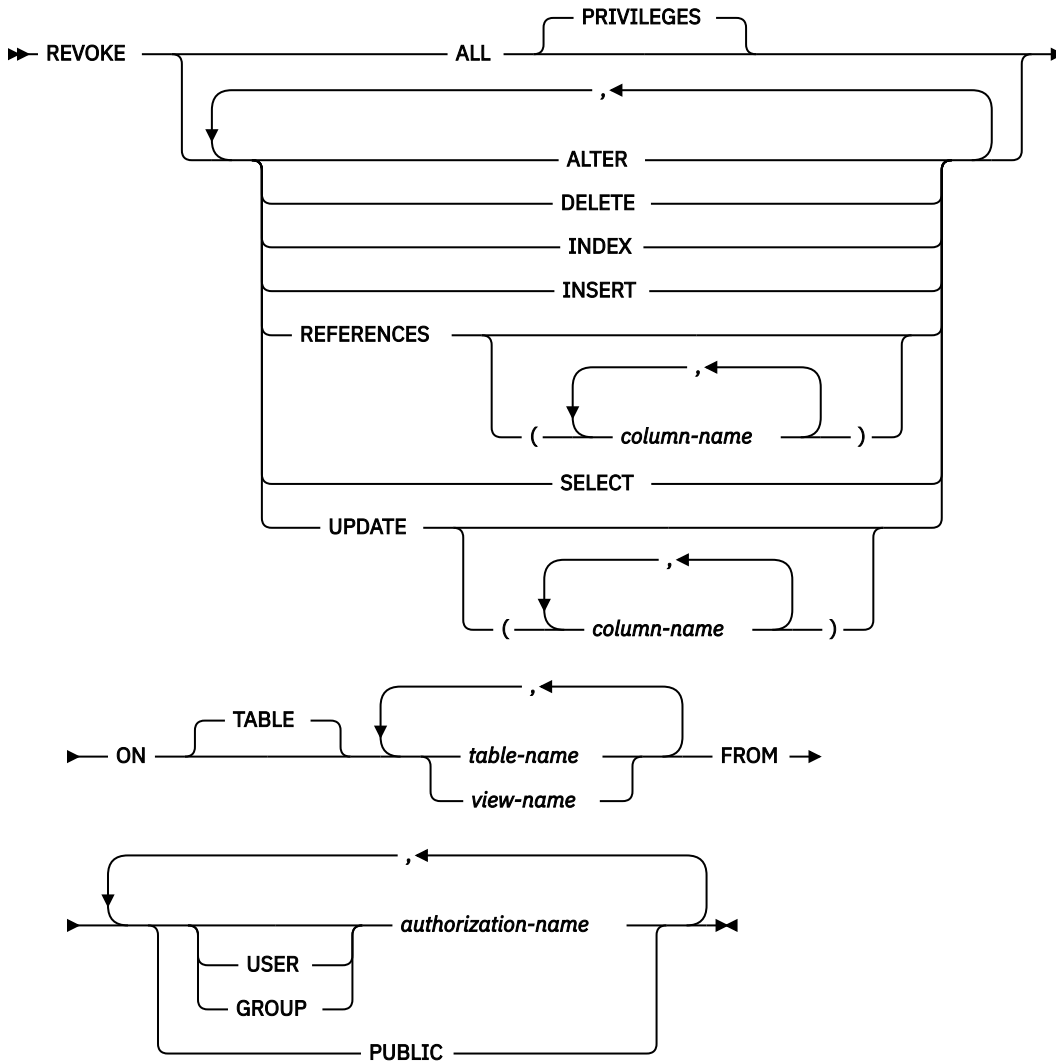 PRIVILEGES
REVOKE ALL
,
ALTER
DELETE
INDEX
INSERT
REFERENCES
,
( column-name )
SELECT
UPDATE
,
( column-name )
,
TABLE
ON table-name FROM
view-name
,
authorization-name
USER
GROUP
PUBLIC